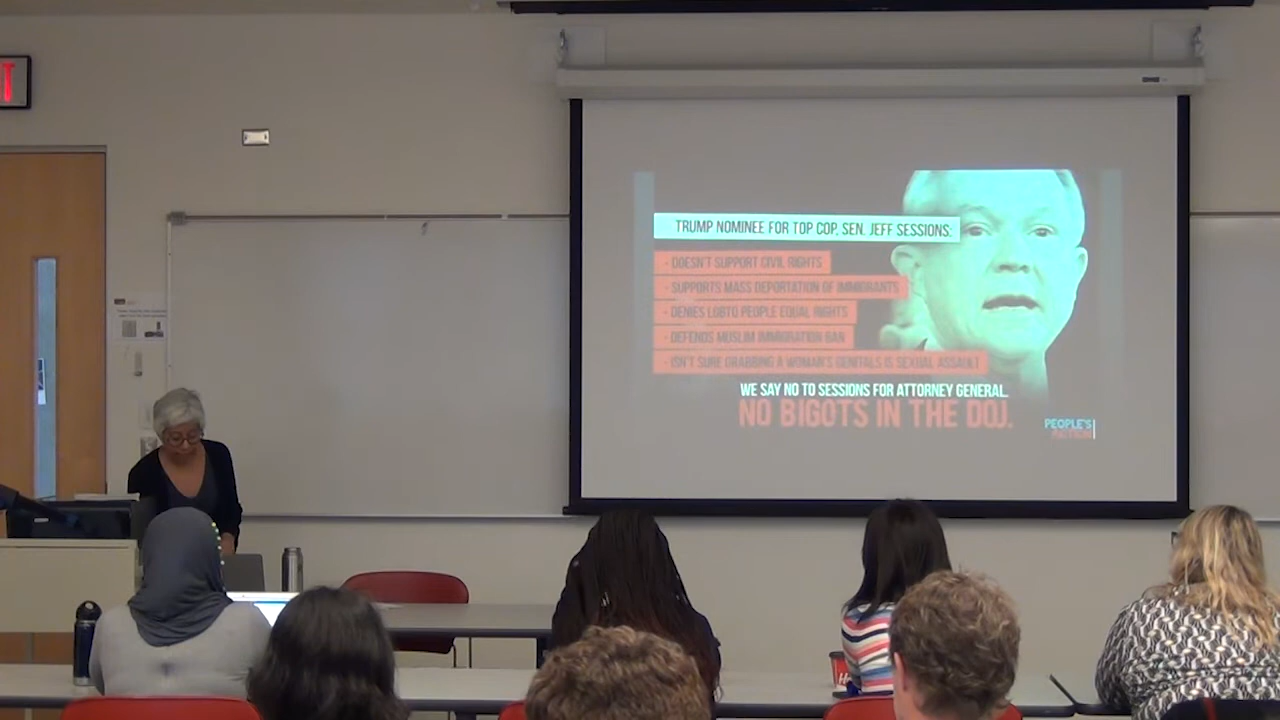 TRUMP NOMINEE FOR TOP COP, SEN. JEFF SESSIONS:
- DOESN'T SUPPORT CIVIL RIGHTS
- SUPPORTS MASS DEPORTATION OF IMMIGRANTS
- DENIES LGBTQ PEOPLE EQUAL RIGHTS
- DEFENDS MUSLIM IMMIGRATION BAN
- ISN'T SURE GRABBING A WOMAN'S GENITALS IS SEXUAL ASSAULT
WE SAY NO TO SESSIONS FOR ATTORNEY GENERAL.
NO BIGOTS IN THE DOJ.
PEOPLE'S
ACTION